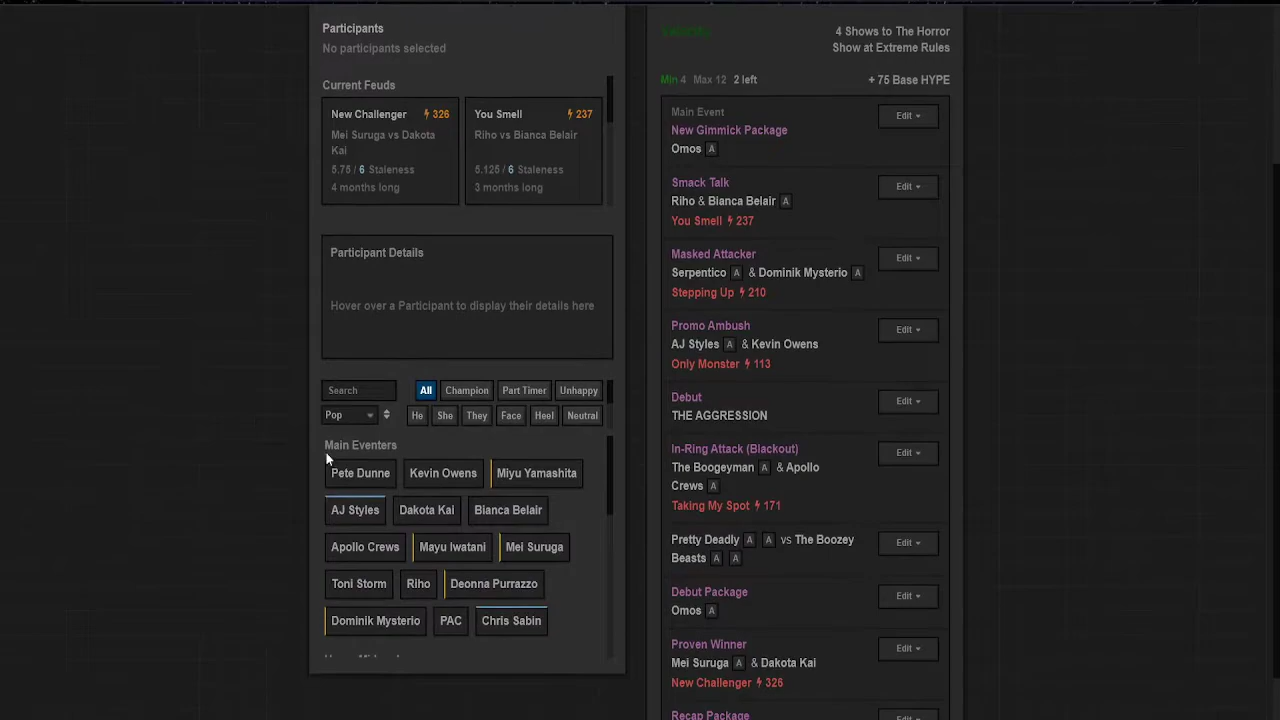 Participants
No participants selected
Current Feuds
New Challenger 326
Mei Suruga vs Dakota
Kai
5.75 / 6 Staleness
4 months long
You Smell 237
Riho vs Bianca Belair
5.125 / 6 Staleness
3 months long
Participant Details
Hover over a Participant to display their details here
Search
All Champion Part Timer Unhappy
Pop
He She They Face Heel Neutral
Main Eventers
Pete Dunne Kevin Owens Miyu Yamashita
AJ Styles Dakota Kai Bianca Belair
Apollo Crews Mayu Iwatani Mei Suruga
Toni Storm Riho Deonna Purrazzo
Dominik Mysterio PAC Chris Sabin
4 Shows to The Horror
Show at Extreme Rules
Min 4 Max 12 2 left
+ 75 Base HYPE
Main Event
New Gimmick Package
Omos A
Edit
Smack Talk
Riho & Bianca Belair A
You Smell 237
Edit
Masked Attacker
Serpentico A & Dominik Mysterio A
Stepping Up 210
Edit
Promo Ambush
AJ Styles A & Kevin Owens
Only Monster 113
Edit
Debut
THE AGGRESSION
Edit
In-Ring Attack (Blackout)
The Boogeyman A & Apollo
Crews A
Taking My Spot 171
Edit
Pretty Deadly A A vs The Boozey
Beasts A A
Edit
Debut Package
Omos A
Edit
Proven Winner
Mei Suruga A & Dakota Kai
New Challenger 326
Edit
Recap Package